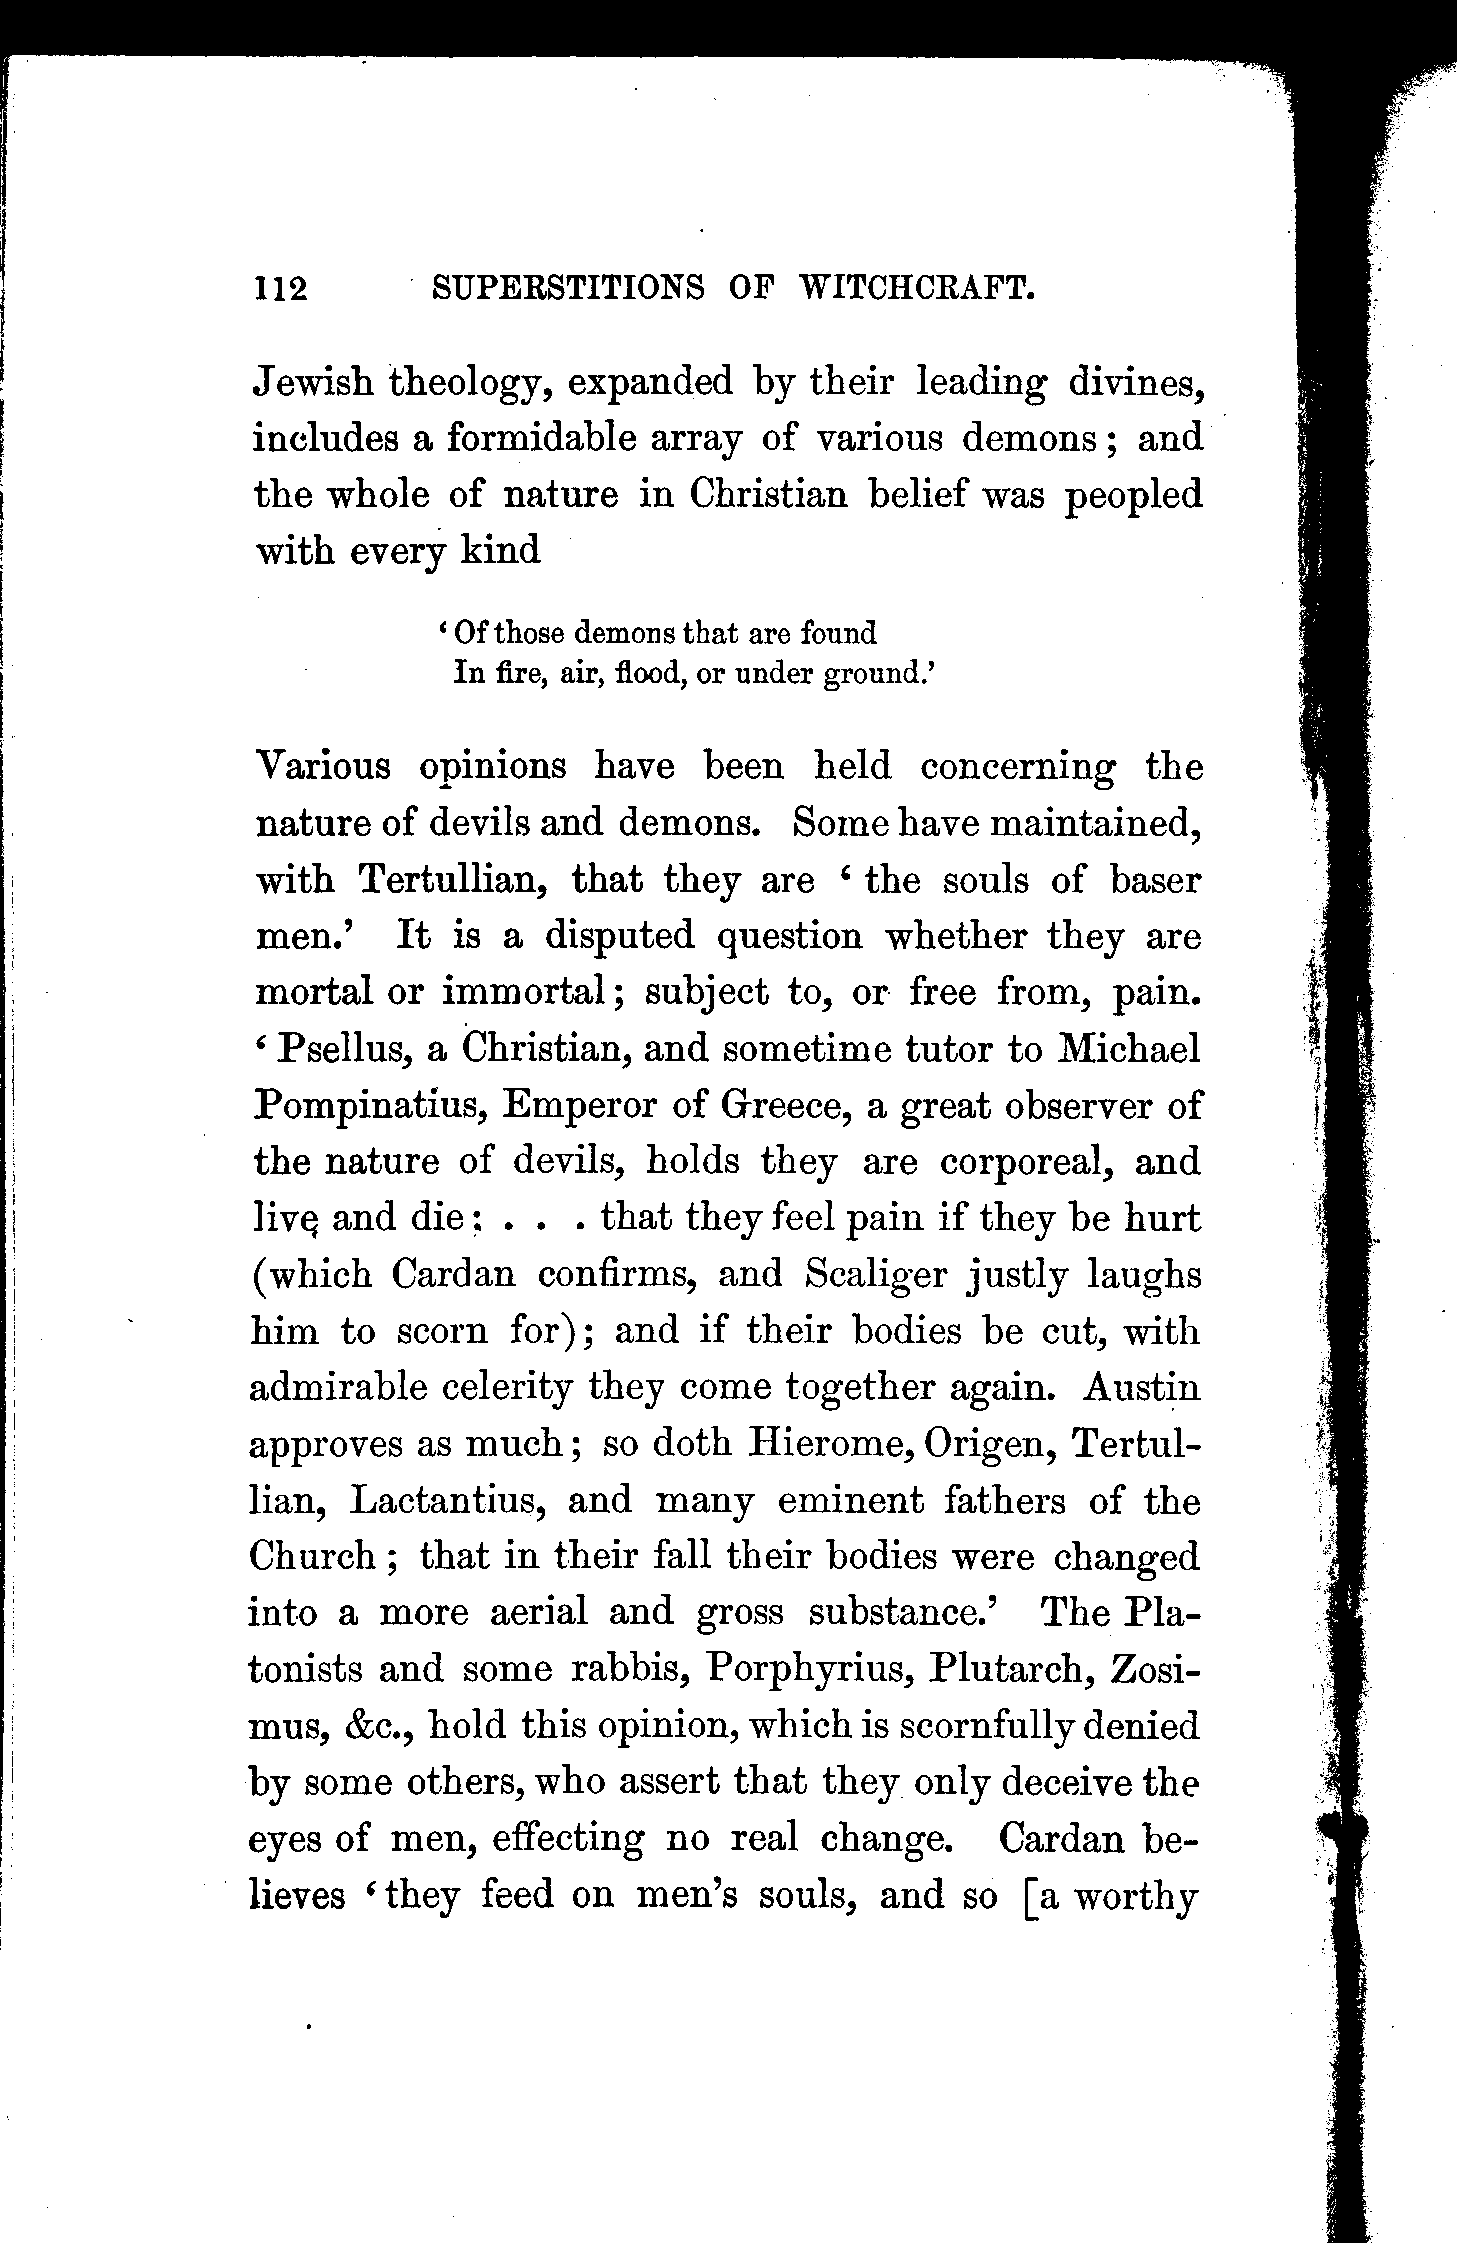 112 SUPERSTITIONS OF WITCHCRAFT.
Jewish theology, expanded by their leading divines,
includes a formidable array of various demons; and
the whole of nature in Christian belief was peopled
with every kind
‘Of those demons that are found
In fire, air, flood, or under ground.’
Various opinions have been held concerning the
nature of devils and demons. Some have maintained,
with Tertullian, that they are ‘the souls of baser
men.’ It is a disputed question whether they are
mortal or immortal; subject to, or free from, pain.
‘Psellus, a Christian, and sometime tutor to Michael
Pompinatius, Emperor of Greece, a great observer of
the nature of devils, holds they are corporeal, and
live and die: . . . that they feel pain if they be hurt
(which Cardan confirms, and Scaliger justly laughs
him to scorn for); and if their bodies be cut, with
admirable celerity they come together again. Austin
approves as much; so doth Hierome, Origen, Tertul-
lian, Lactantius, and many eminent fathers of the
Church; that in their fall their bodies were changed
into a more aerial and gross substance.’ The Pla-
tonists and some rabbis, Porphyrius, Plutarch, Zosi-
mus, &c., hold this opinion, which is scornfully denied
by some others, who assert that they only deceive the
eyes of men, effecting no real change. Cardan be-
lieves ‘they feed on men’s souls, and so [a worthy